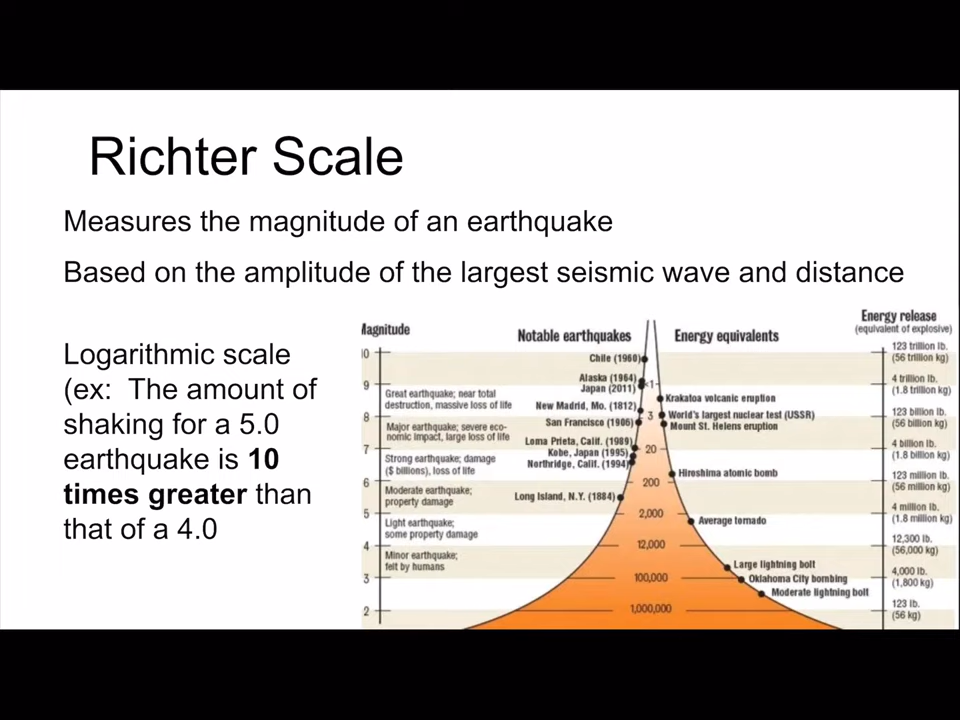 Richter Scale
Measures the magnitude of an earthquake
Based on the amplitude of the largest seismic wave and distance
Logarithmic scale
(ex: The amount of
shaking for a 5.0
earthquake is 10
times greater than
that of a 4.0
Magnitude
10
9
8
7
6
5
4
3
2
Great earthquake; near total
destruction, massive loss of life
Major earthquake; severe eco-
nomic impact, large loss of life
Strong earthquake; damage
($ billions), loss of life
Moderate earthquake;
property damage
Light earthquake;
some property damage
Minor earthquake;
felt by humans
Notable earthquakes
Chile (1960)
Alaska (1964)
Japan (2011)
New Madrid, Mo. (1812)
San Francisco (1906)
Loma Prieta, Calif. (1989)
Kobe, Japan (1995)
Northridge, Calif. (1994)
Long Island, N.Y. (1884)
<1
3
20
200
2,000
12,000
100,000
1,000,000
Energy equivalents
Krakatoa volcanic eruption
World's largest nuclear test (USSR)
Mount St. Helens eruption
Hiroshima atomic bomb
Average tornado
Large lightning bolt
Oklahoma City bombing
Moderate lightning bolt
Energy release
(equivalent of explosive)
123 trillion lb.
(56 trillion kg)
4 trillion lb.
(1.8 trillion kg)
123 billion lb.
(56 billion kg)
4 billion lb.
(1.8 billion kg)
123 million lb.
(56 million kg)
4 million lb.
(1.8 million kg)
12,300 lb.
(56,000 kg)
4,000 lb.
(1,800 kg)
123 lb.
(56 kg)